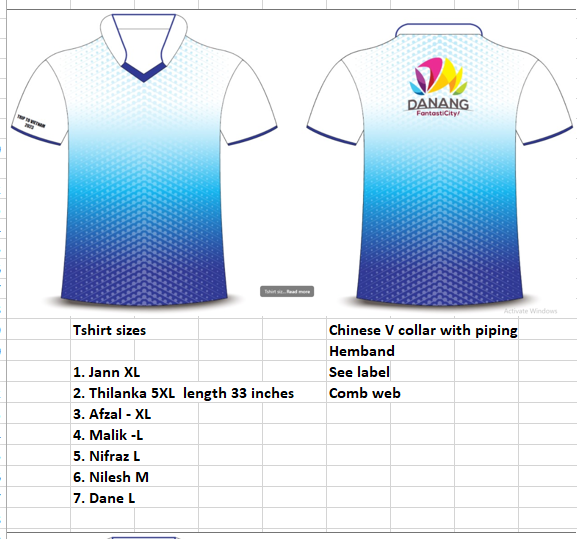 TRIP TO VIETNAM
2023
DANANG
FantastiCity!
Tshirt siz... Read more
Activate Windows
Tshirt sizes
Chinese V collar with piping
Hemband
1. Jann XL
See label
2. Thilanka 5XL  length 33 inches
Comb web
3. Afzal - XL
4. Malik -L
5. Nifraz L
6. Nilesh M
7. Dane L